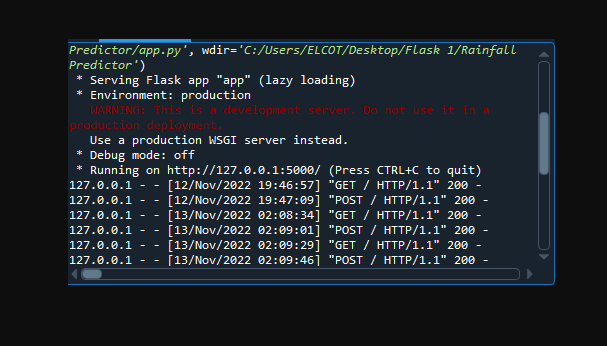 Predictor/app.py', wdir='C:/Users/ELCOT/Desktop/Flask 1/Rainfall
Predictor')
* Serving Flask app "app" (lazy loading)
* Environment: production
WARNING: This is a development server. Do not use it in a
production deployment.
Use a production WSGI server instead.
* Debug mode: off
* Running on http://127.0.0.1:5000/ (Press CTRL+C to quit)
127.0.0.1 - - [12/Nov/2022 19:46:57] "GET / HTTP/1.1" 200 -
127.0.0.1 - - [12/Nov/2022 19:47:09] "POST / HTTP/1.1" 200 -
127.0.0.1 - - [13/Nov/2022 02:08:34] "GET / HTTP/1.1" 200 -
127.0.0.1 - - [13/Nov/2022 02:09:01] "POST / HTTP/1.1" 200 -
127.0.0.1 - - [13/Nov/2022 02:09:29] "GET / HTTP/1.1" 200 -
127.0.0.1 - - [13/Nov/2022 02:09:46] "POST / HTTP/1.1" 200 -